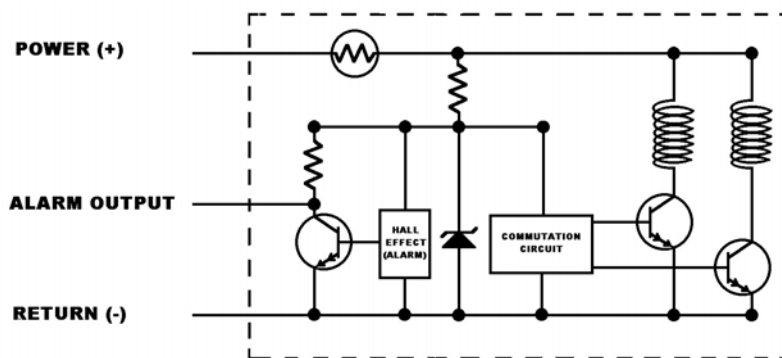 POWER (+)
ALARM OUTPUT
HALL
EFFECT
(ALARM)
COMMUTATION
CIRCUIT
RETURN (-)